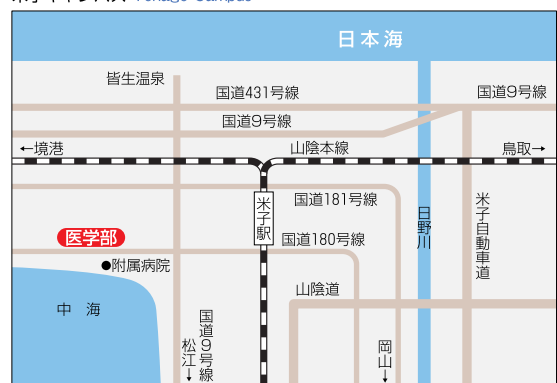 Yonago Campus
日本海
皆生温泉
国道431号線
国道9号線
国道9号線
←境港
山陰本線
鳥取→
国道181号線
米子駅
日野川
米子自動車道
医学部
国道180号線
●附属病院
山陰道
中 海
国道9号線
松江↓
岡山↓